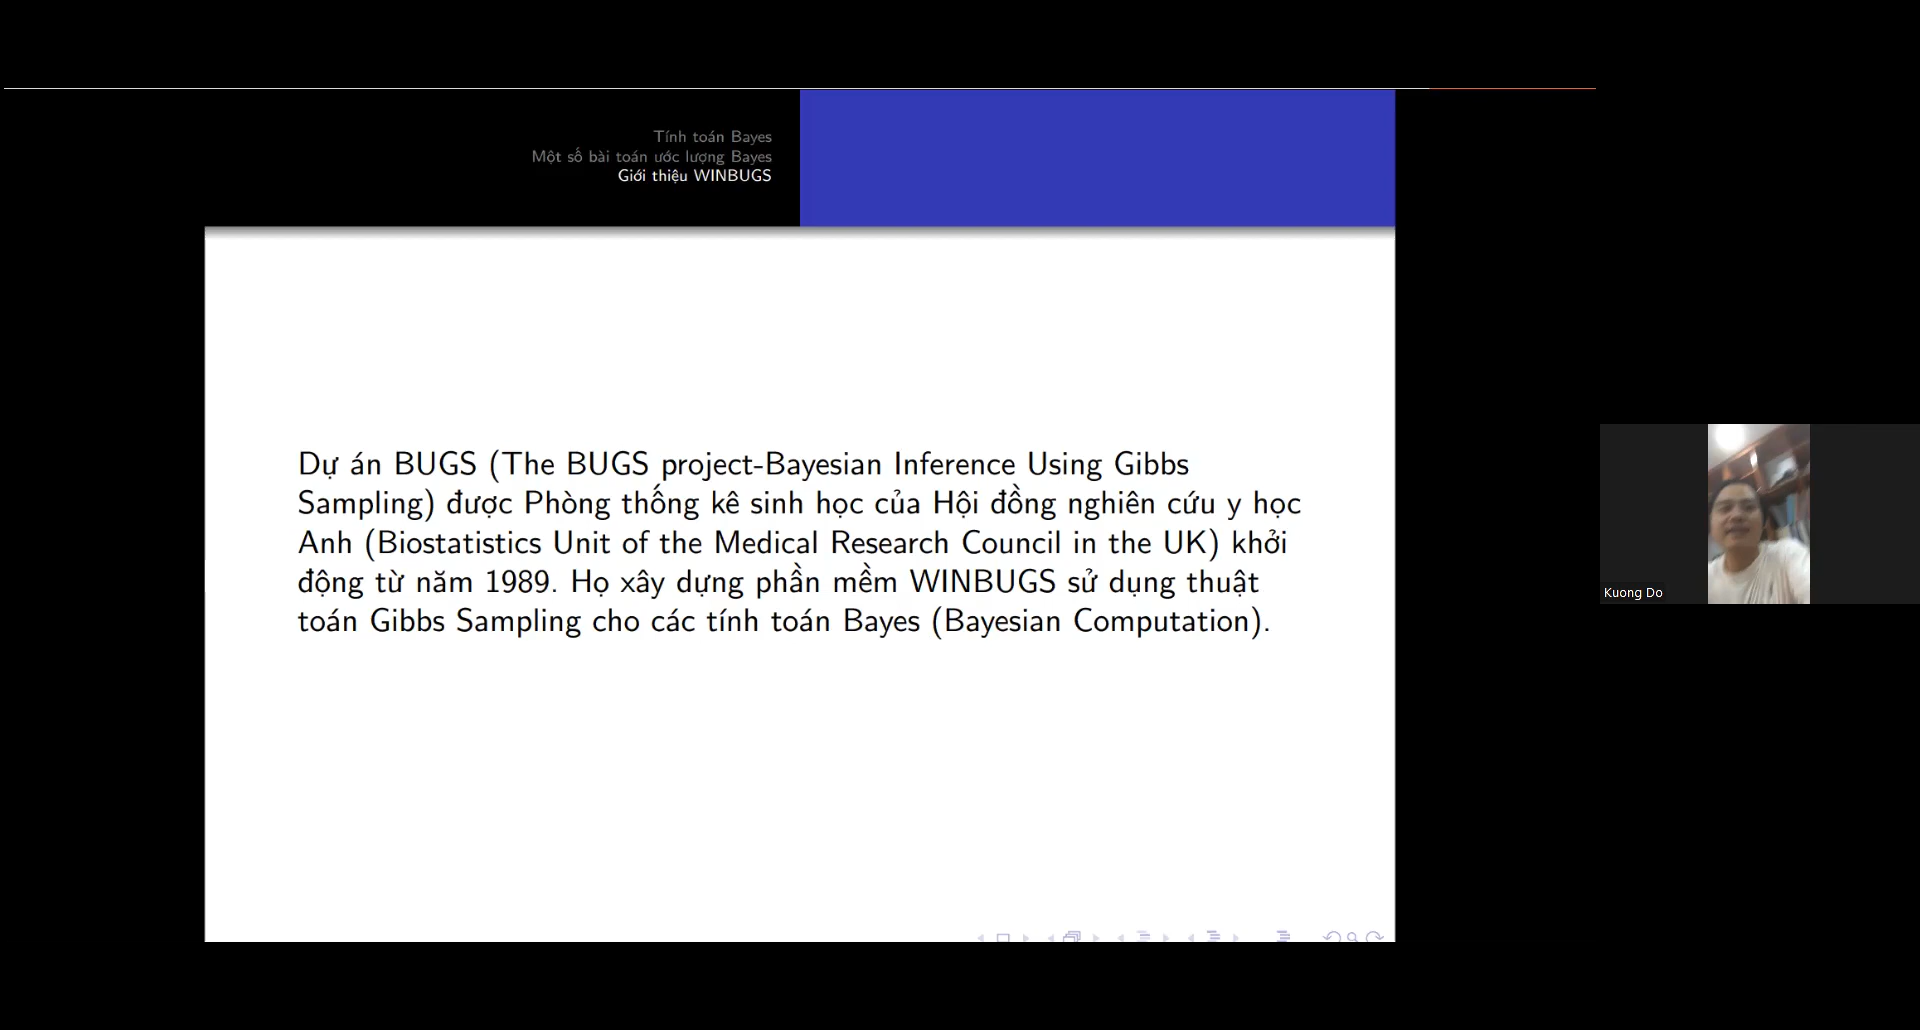 Tính toán Bayes
Một số bài toán ước lượng Bayes
Giới thiệu WINBUGS
Dự án BUGS (The BUGS project-Bayesian Inference Using Gibbs
Sampling) được Phòng thống kê sinh học của Hội đồng nghiên cứu y học
Anh (Biostatistics Unit of the Medical Research Council in the UK) khởi
động từ năm 1989. Họ xây dựng phần mềm WINBUGS sử dụng thuật
toán Gibbs Sampling cho các tính toán Bayes (Bayesian Computation).
Kuong Do